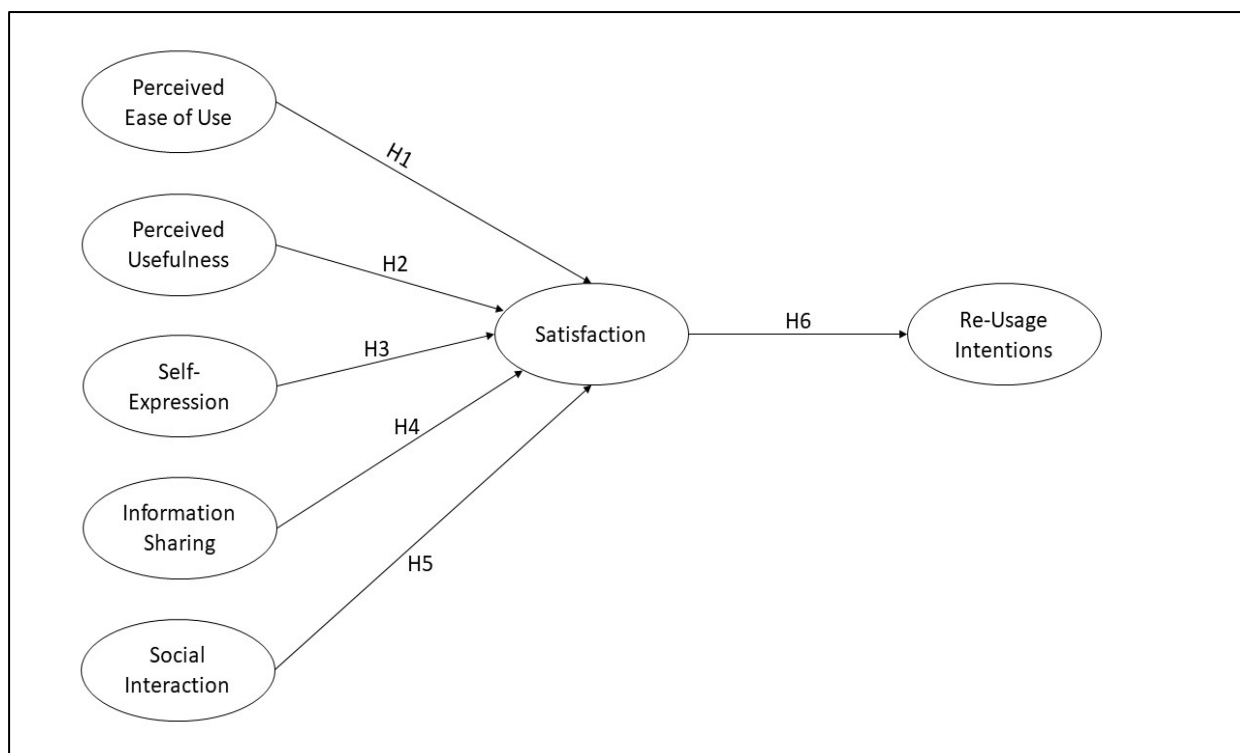 Perceived
Ease of Use
H1
Perceived
Usefulness
H2
Self-
Expression
H3
Information
Sharing
H4
Social
Interaction
H5
Satisfaction
H6
Re-Usage
Intentions